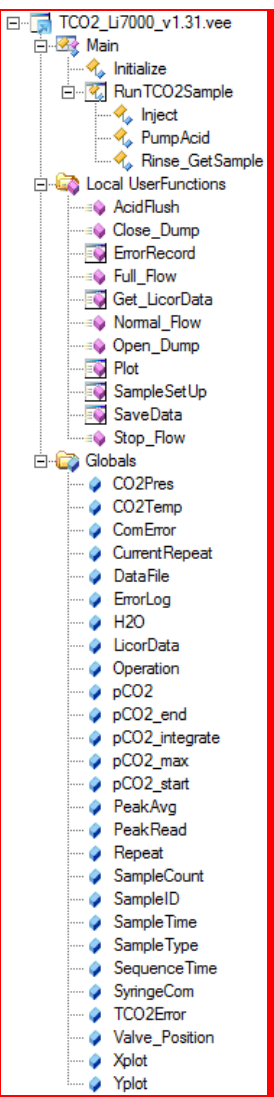 TCO2_Li7000_v1.31.vee
Main
Initialize
RunTCO2Sample
Inject
PumpAcid
Rinse_GetSample
Local UserFunctions
AcidFlush
Close_Dump
ErrorRecord
Full_Flow
Get_LicorData
Normal_Flow
Open_Dump
Plot
SampleSetUp
SaveData
Stop_Flow
Globals
CO2Pres
CO2Temp
ComError
CurrentRepeat
DataFile
ErrorLog
H2O
LicorData
Operation
pCO2
pCO2_end
pCO2_integrate
pCO2_max
pCO2_start
PeakAvg
PeakRead
Repeat
SampleCount
SampleID
SampleTime
SampleType
SequenceTime
SyringeCom
TCO2Error
Valve_Position
Xplot
Yplot